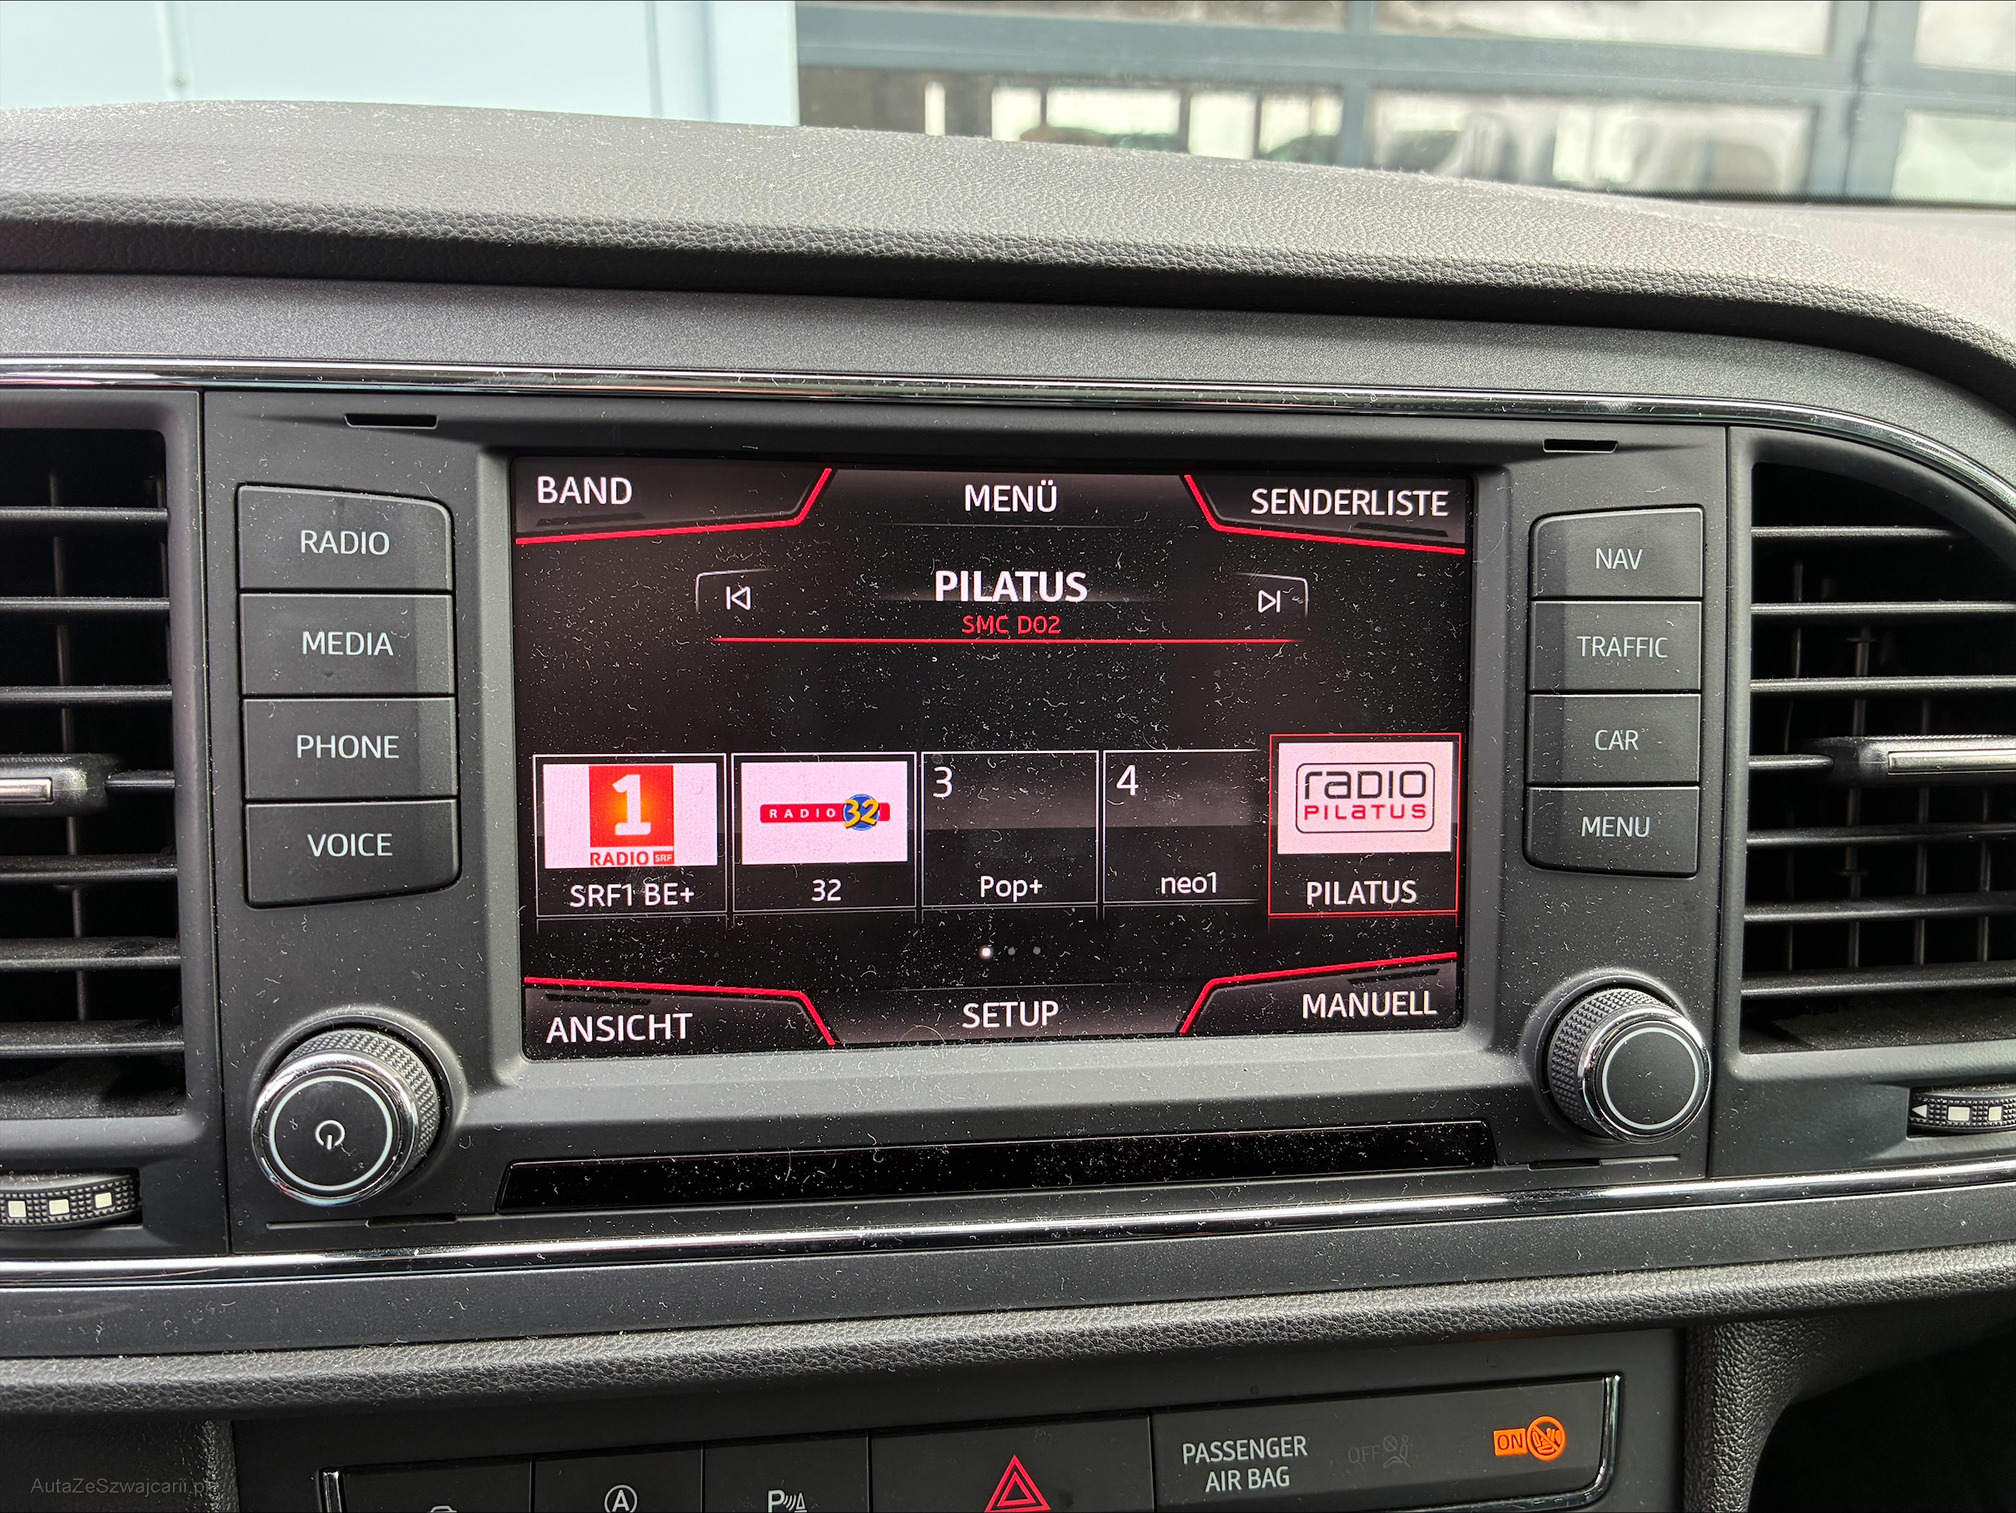 BAND
MENÜ
SENDERLISTE
RADIO
MEDIA
PHONE
VOICE
PILATUS
SMC D02
NAV
TRAFFIC
CAR
MENU
1
RADIO SRF
SRF1 BE+
RADIO 32
32
3
Pop+
4
neo1
radio
PILATUS
PILATUS
ANSICHT
SETUP
MANUELL
PASSENGER
AIR BAG
OFF
ON
A
P
AutaZeSzwajcarii.pl